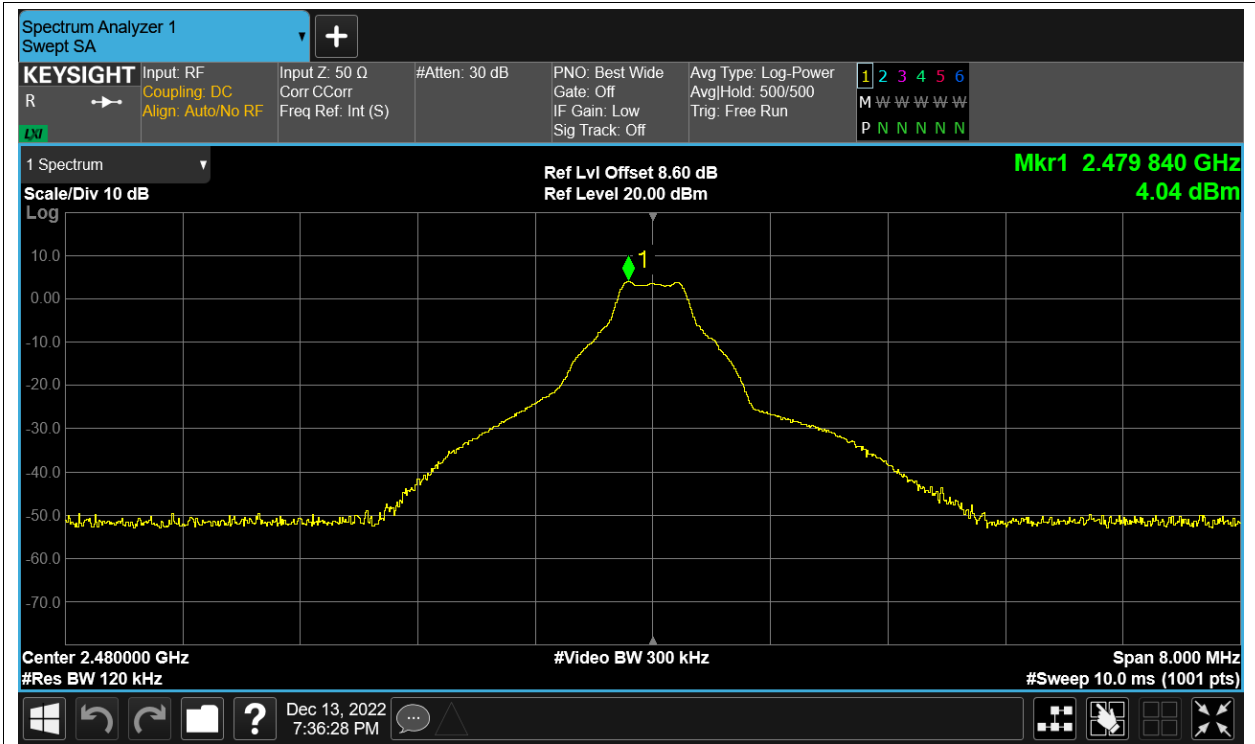 Spectrum Analyzer 1
Swept SA
KEYSIGHT
R
LXI
Input: RF
Coupling: DC
Align: Auto/No RF
Input Z: 50 Ω
Corr CCorr
Freq Ref: Int (S)
#Atten: 30 dB
PNO: Best Wide
Gate: Off
IF Gain: Low
Sig Track: Off
Avg Type: Log-Power
Avg|Hold: 500/500
Trig: Free Run
1 2 3 4 5 6
M W W W W W
P N N N N N
1 Spectrum
Scale/Div 10 dB
Log
Ref Lvl Offset 8.60 dB
Ref Level 20.00 dBm
Mkr1 2.479 840 GHz
4.04 dBm
1
10.0
0.00
-10.0
-20.0
-30.0
-40.0
-50.0
-60.0
-70.0
Center 2.480000 GHz
#Res BW 120 kHz
#Video BW 300 kHz
Span 8.000 MHz
#Sweep 10.0 ms (1001 pts)
?
Dec 13, 2022
7:36:28 PM